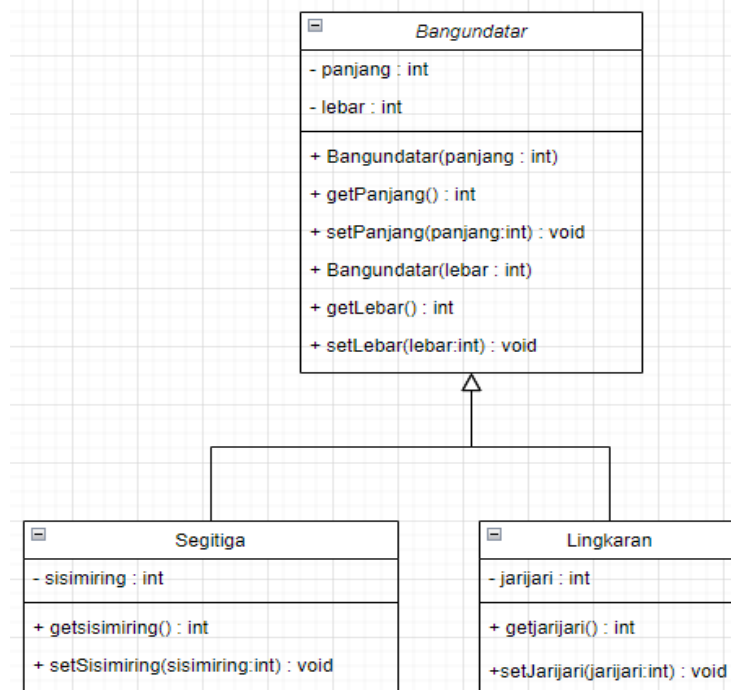 Bangundatar
- panjang : int
- lebar : int
+ Bangundatar(panjang : int)
+ getPanjang() : int
+ setPanjang(panjang:int) : void
+ Bangundatar(lebar : int)
+ getLebar() : int
+ setLebar(lebar:int) : void
Segitiga
- sisimiring : int
+ getsisimiring() : int
+ setSisimiring(sisimiring:int) : void
Lingkaran
- jarijari : int
+ getjarijari() : int
+setJarijari(jarijari:int) : void